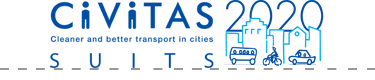 CiViTAS 2020
Cleaner and better transport in cities
SUITS